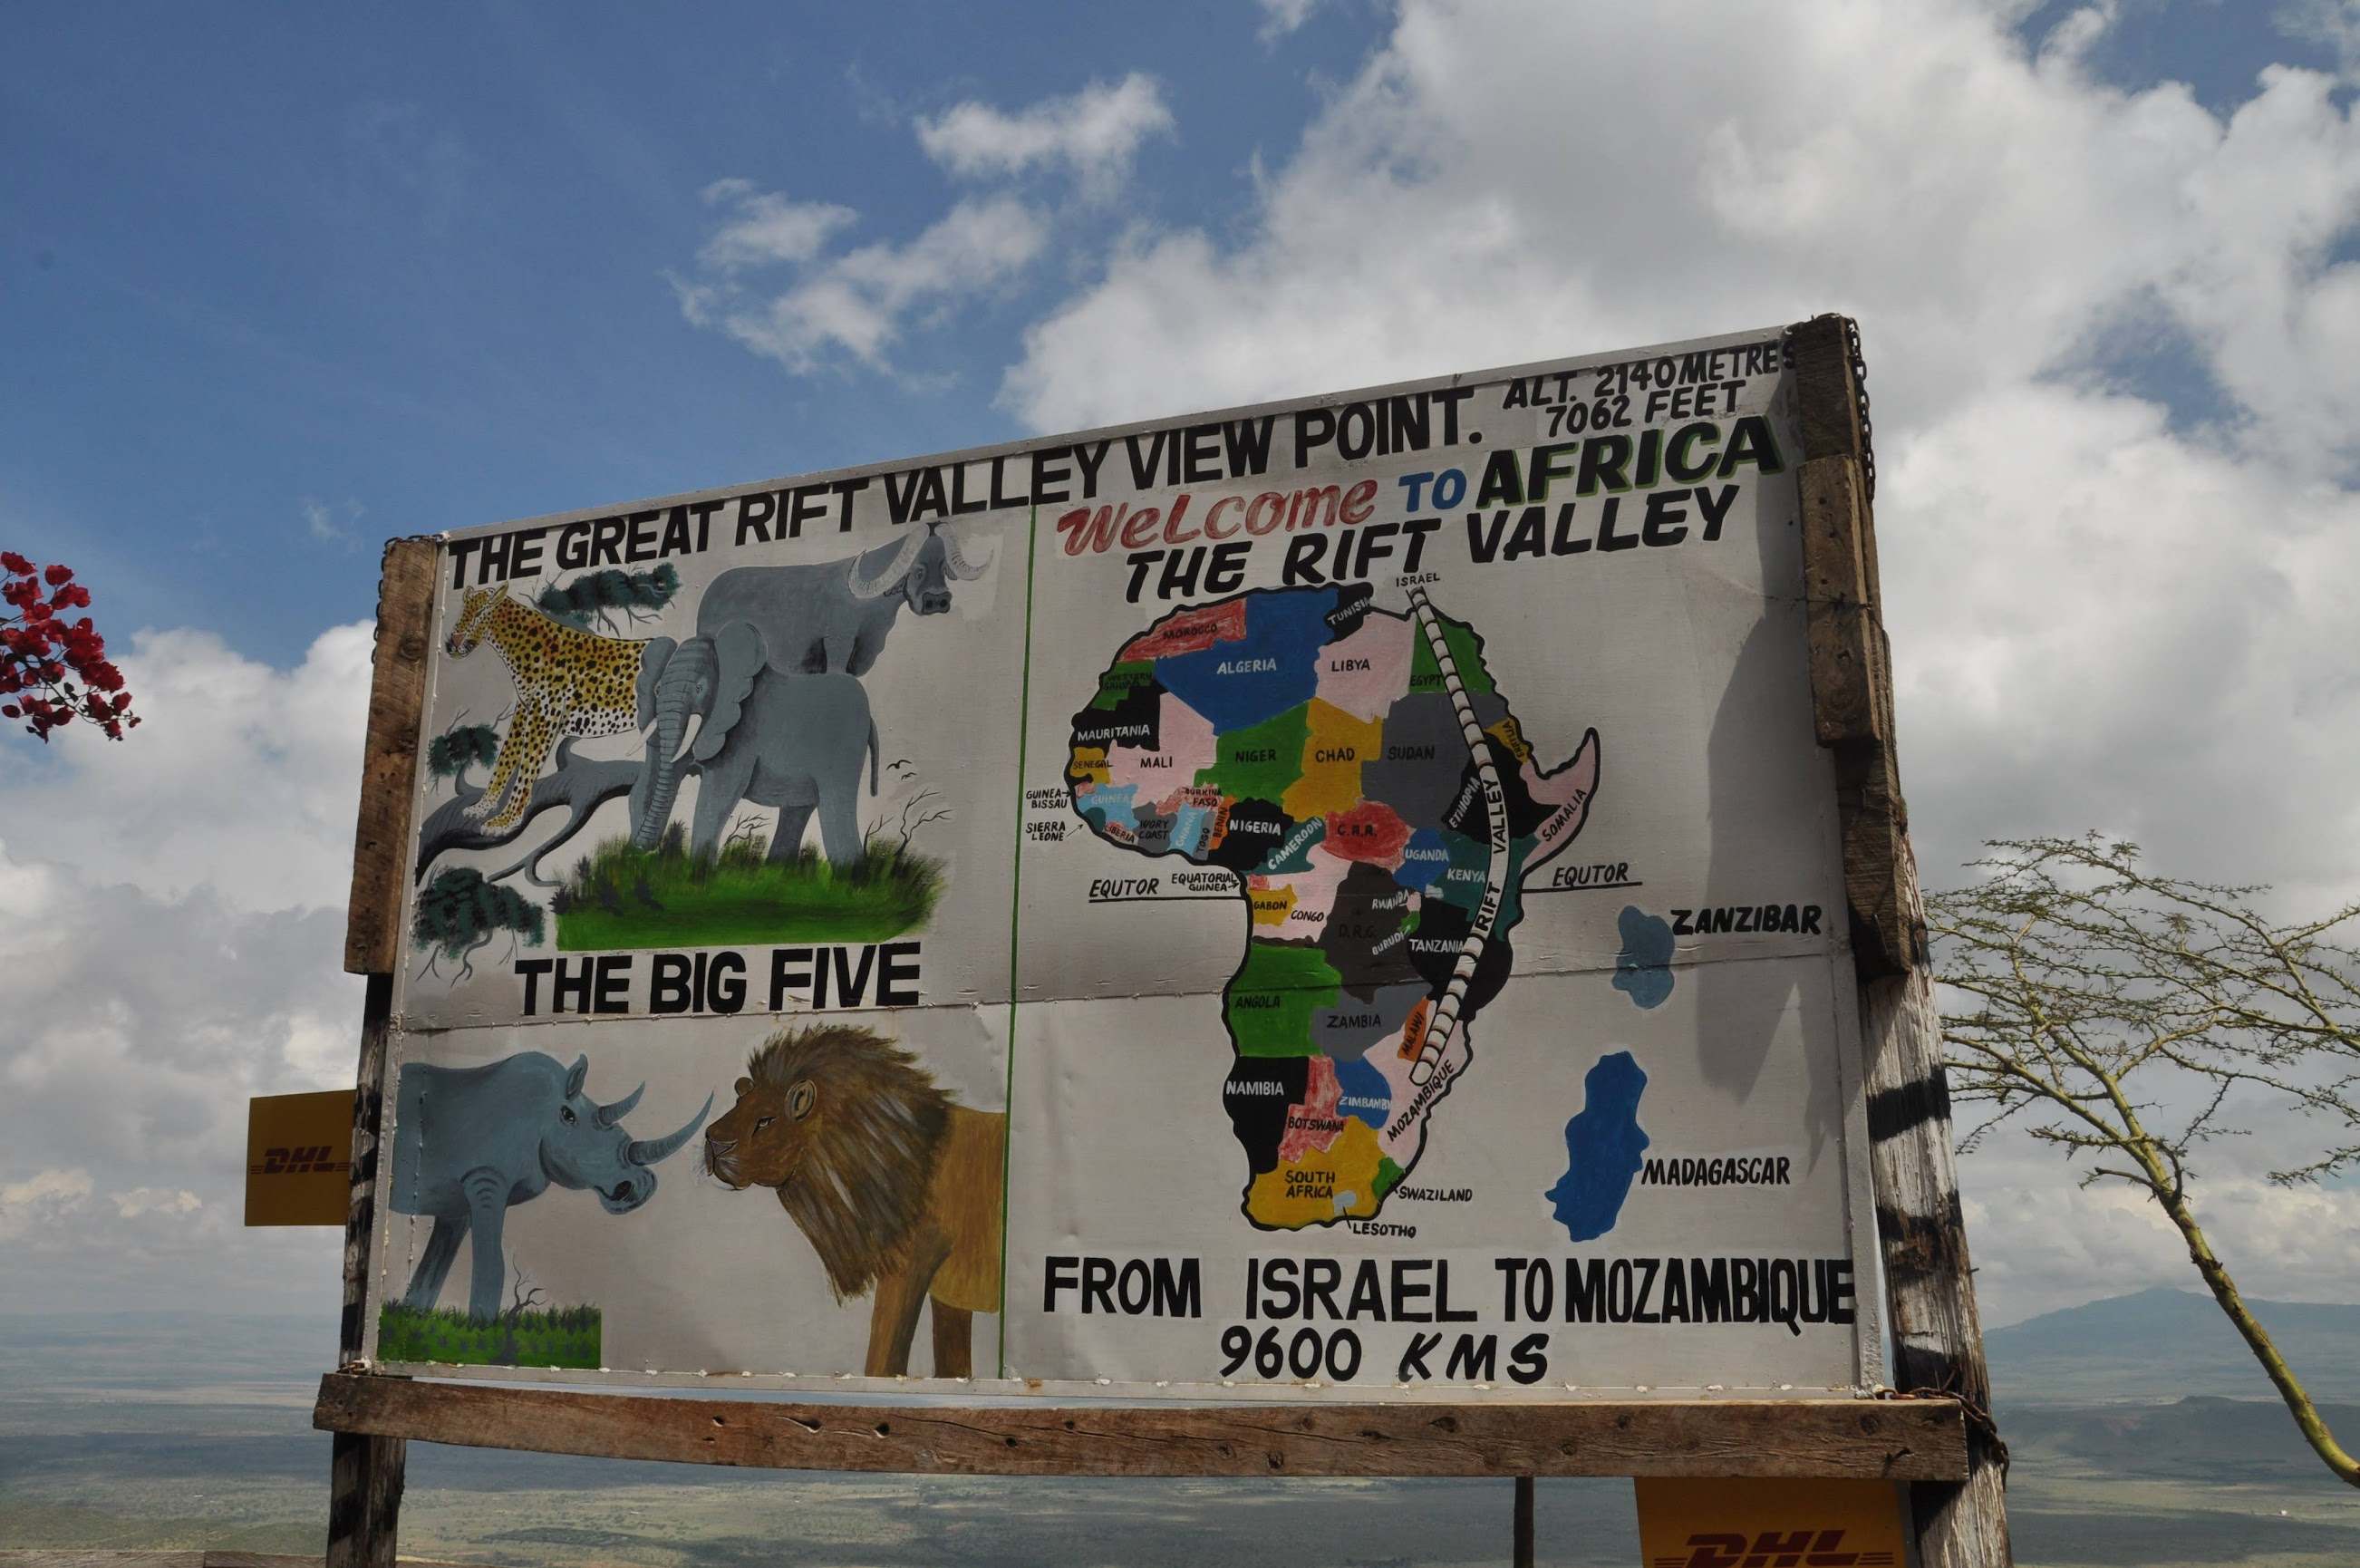 THE GREAT RIFT VALLEY VIEW POINT.
ALT. 2140 METRES
7062 FEET
WeLcome TO AFRICA
THE RIFT VALLEY
THE BIG FIVE
ISRAEL
TUNISIA
MOROCCO
ALGERIA
LIBYA
EGYPT
WESTERN
SAHARA
MAURITANIA
MALI
NIGER
CHAD
SUDAN
ERITREA
SENEGAL
GUINEA-
BISSAU
GUINEA
BURKINA
FASO
SIERRA
LEONE
LIBERIA
IVORY
COAST
GHANA
TOGO
BENIN
NIGERIA
CAMEROON
C.A.R.
ETHIOPIA
SOMALIA
UGANDA
KENYA
RIFT VALLEY
EQUTOR
EQUATORIAL
GUINEA
EQUTOR
GABON
CONGO
D.R.C.
RWANDA
BURUDI
TANZANIA
ZANZIBAR
ANGOLA
ZAMBIA
MALAWI
NAMIBIA
ZIMBAMBI
MOZAMBIQUE
BOTSWANA
SOUTH
AFRICA
SWAZILAND
LESOTHO
MADAGASCAR
FROM ISRAEL TO MOZAMBIQUE
9600 KMS
DHL
DHL